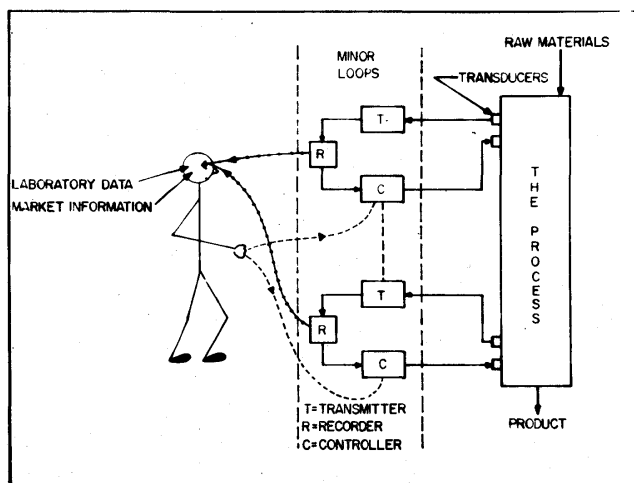 RAW MATERIALS
MINOR
LOOPS
TRANSDUCERS
T
R
C
LABORATORY DATA
MARKET INFORMATION
THE PROCESS
T
R
C
T=TRANSMITTER
R=RECORDER
C=CONTROLLER
PRODUCT